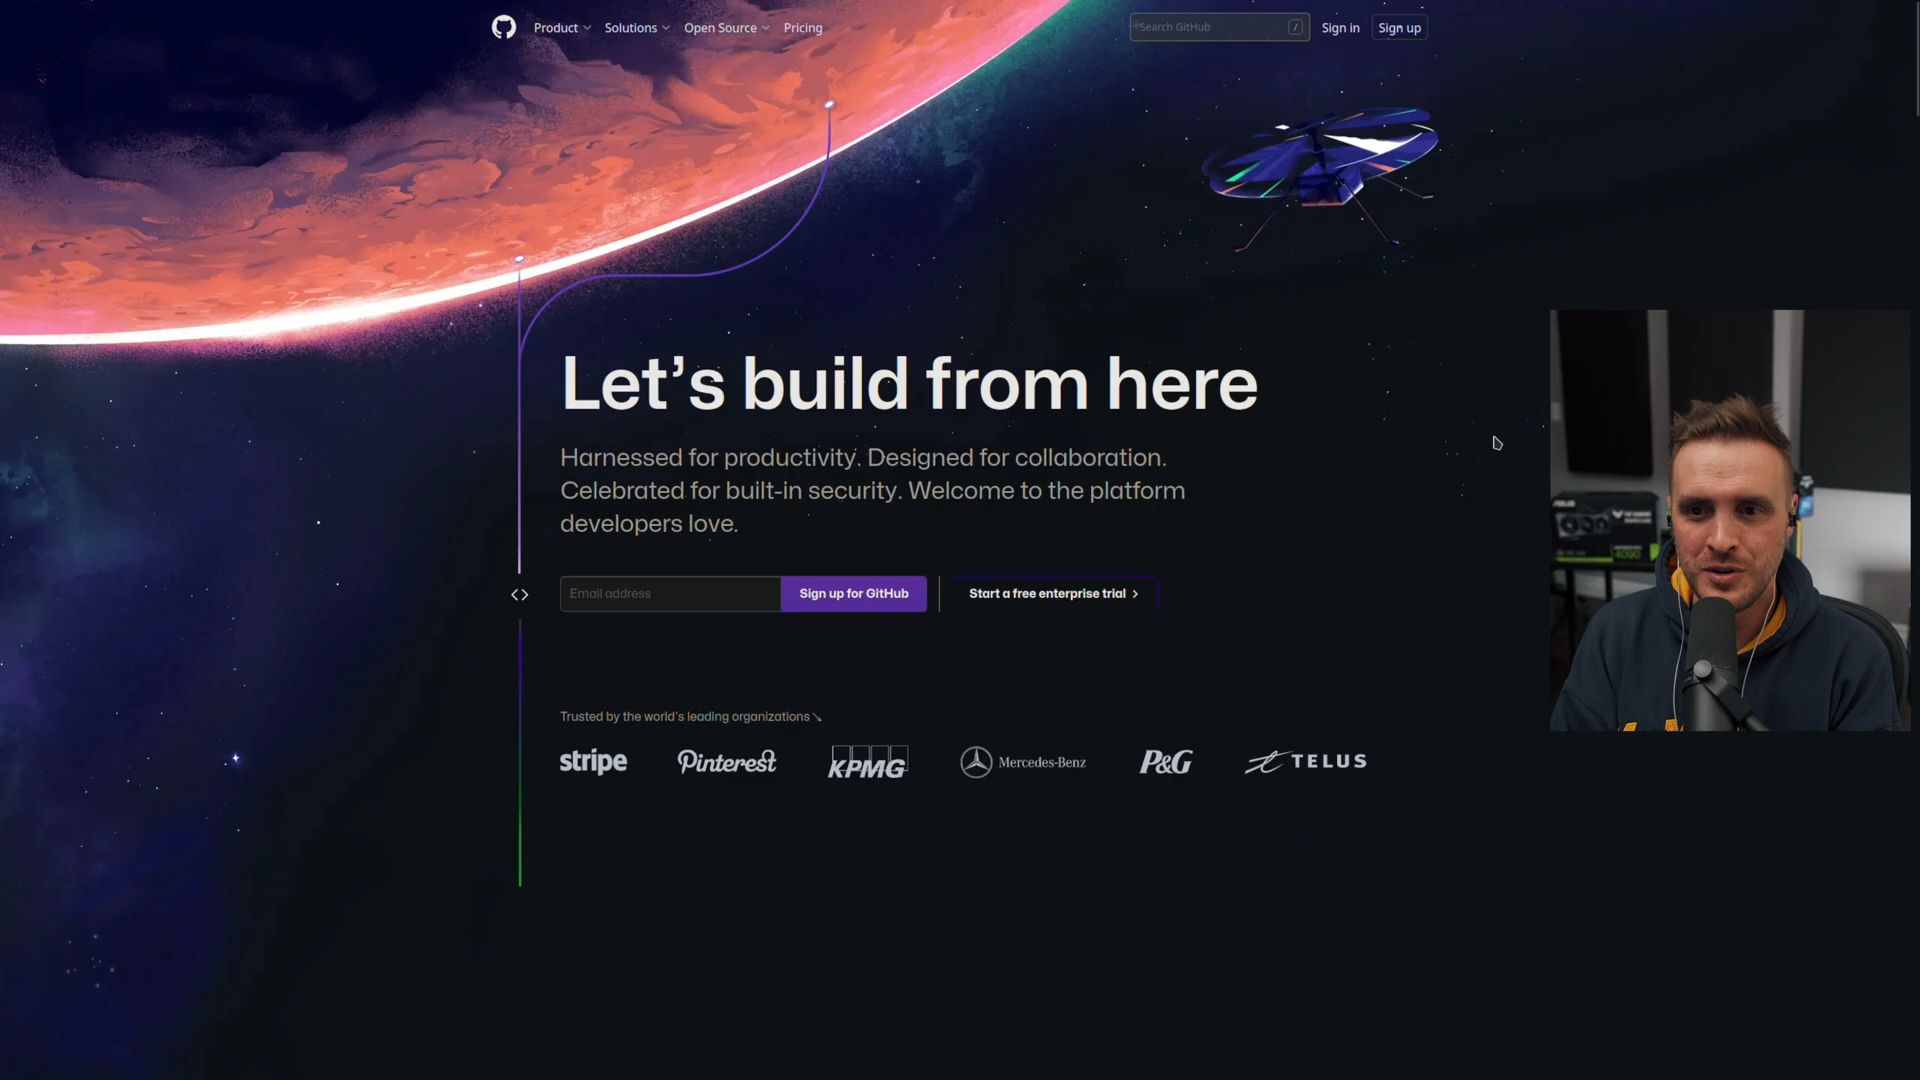 Product
Solutions
Open Source
Pricing
Search GitHub
/
Sign in
Sign up
Let's build from here
Harnessed for productivity. Designed for collaboration.
Celebrated for built-in security. Welcome to the platform
developers love.
Email address
Sign up for GitHub
Start a free enterprise trial
Trusted by the world's leading organizations
stripe
Pinterest
KPMG
Mercedes-Benz
P&G
TELUS
4090